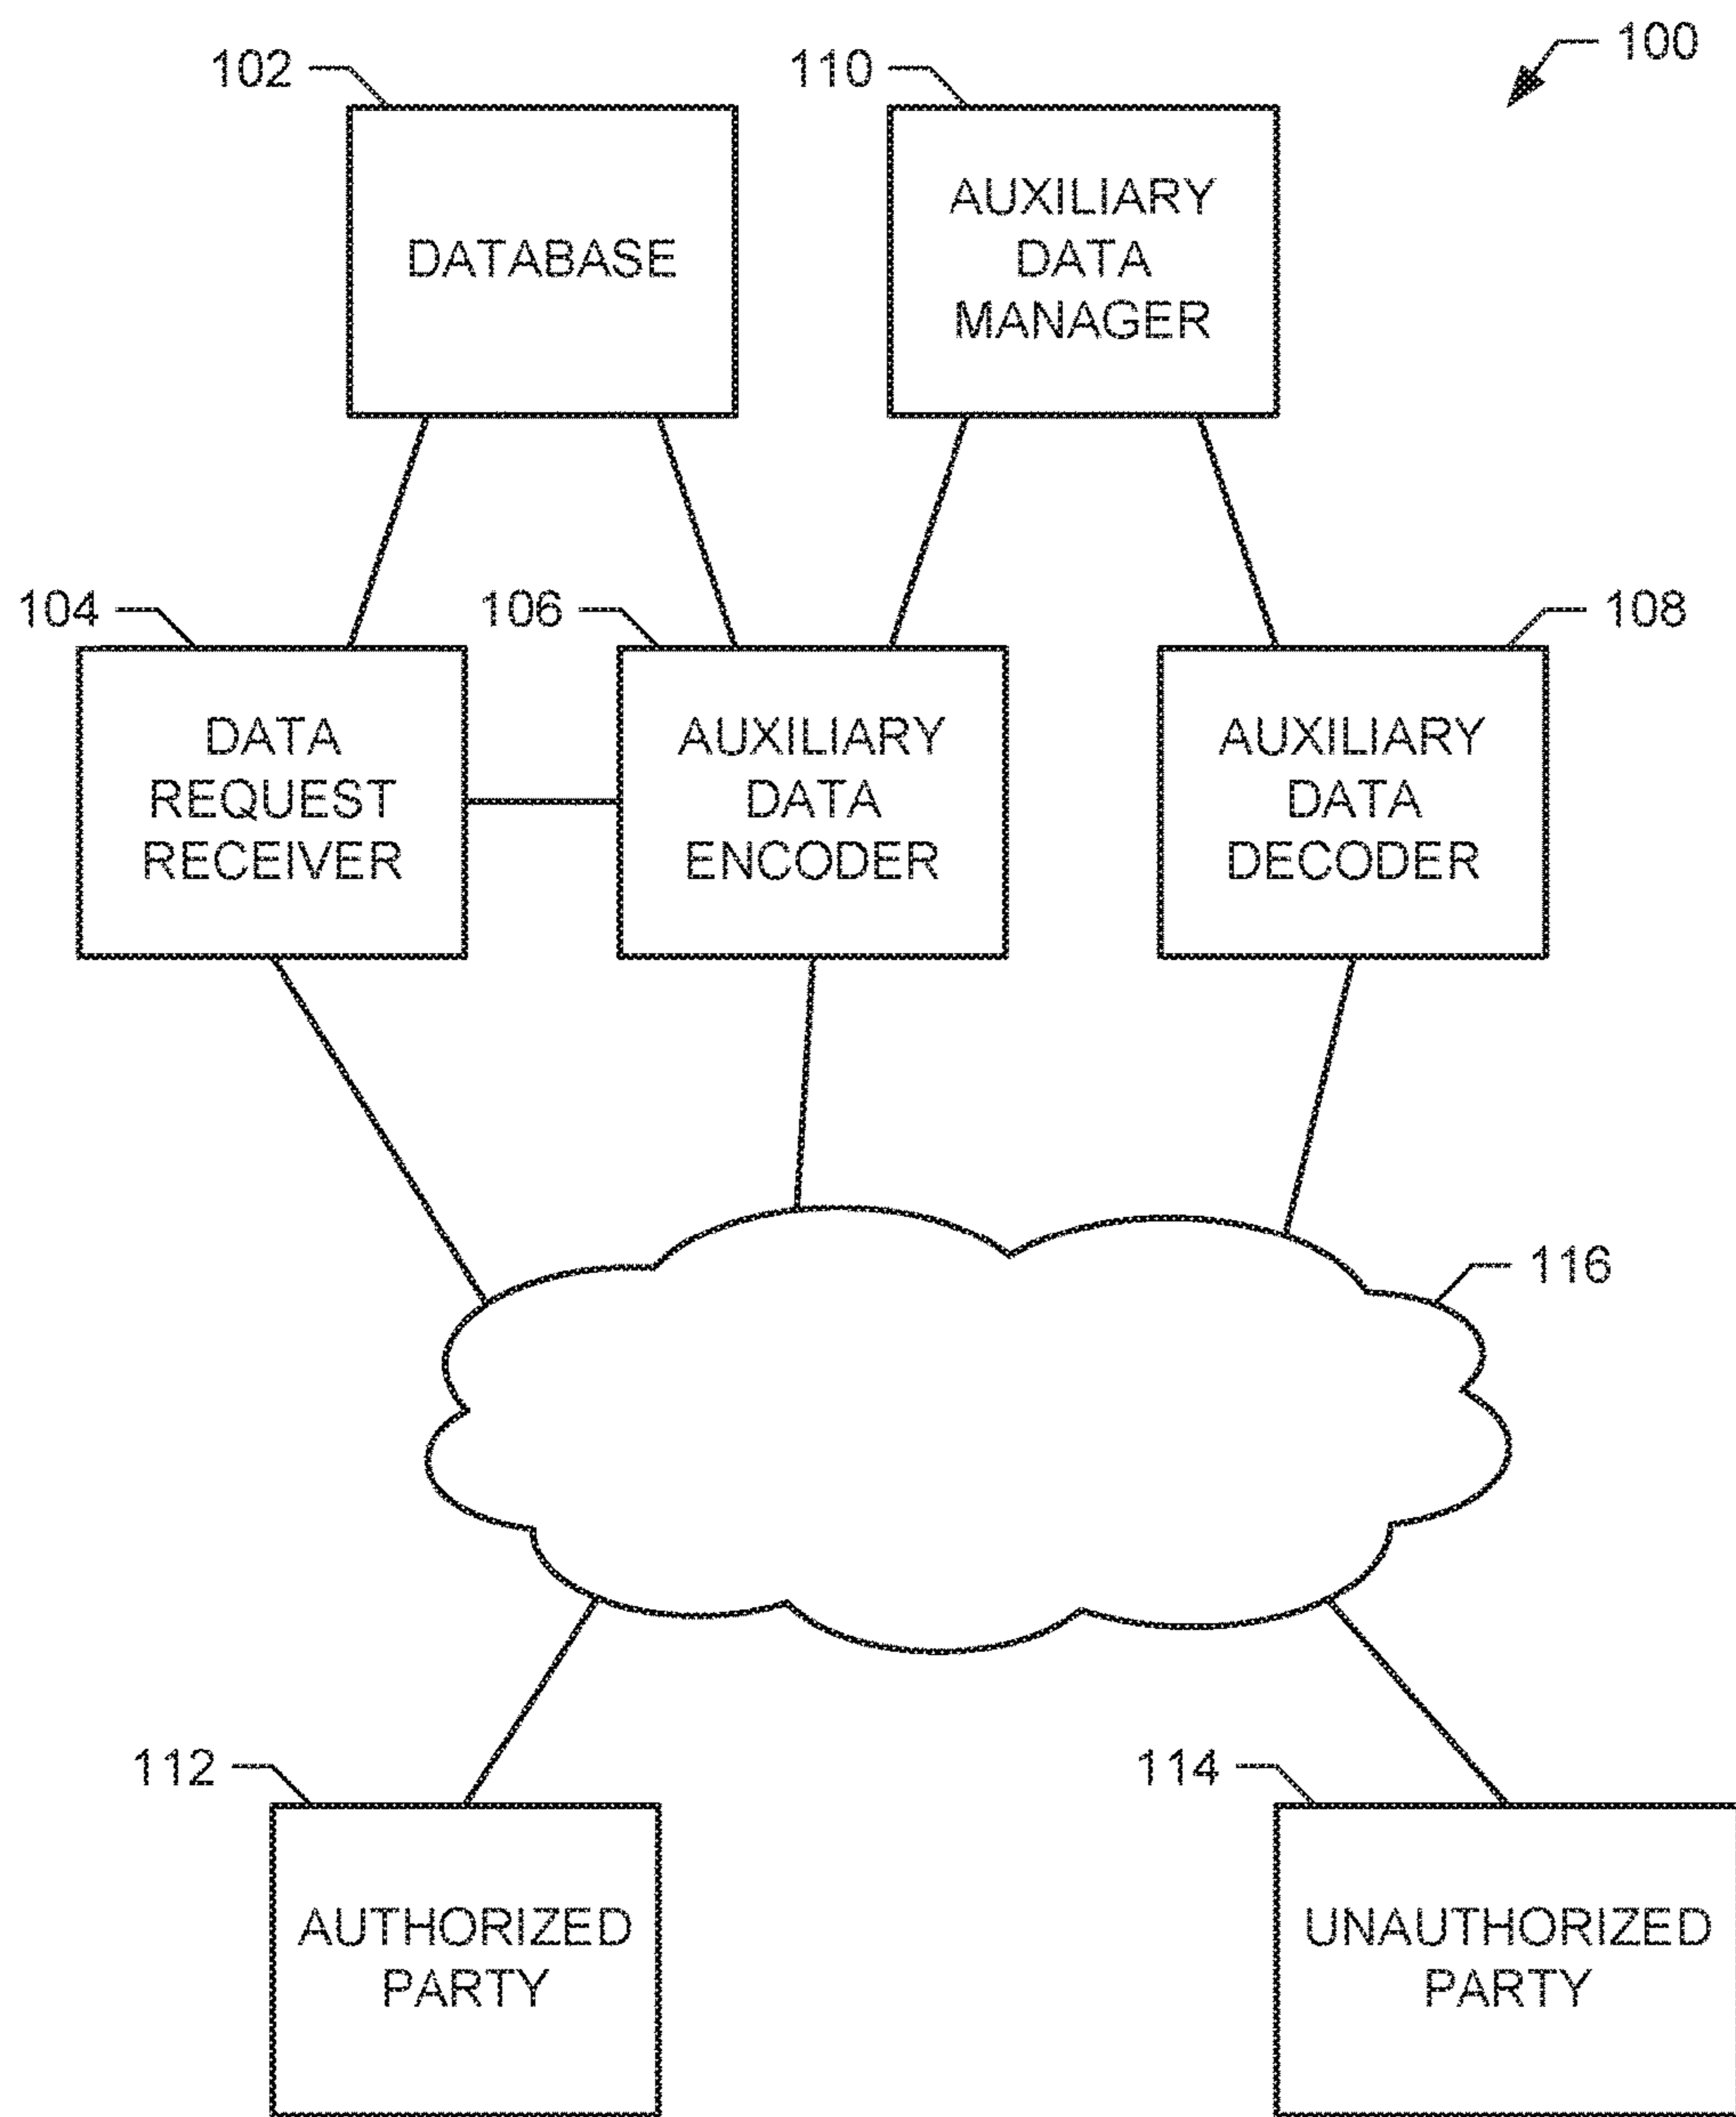 100
102
110
DATABASE
AUXILIARY
DATA
MANAGER
104
106
108
DATA
REQUEST
RECEIVER
AUXILIARY
DATA
ENCODER
AUXILIARY
DATA
DECODER
116
112
114
AUTHORIZED
PARTY
UNAUTHORIZED
PARTY